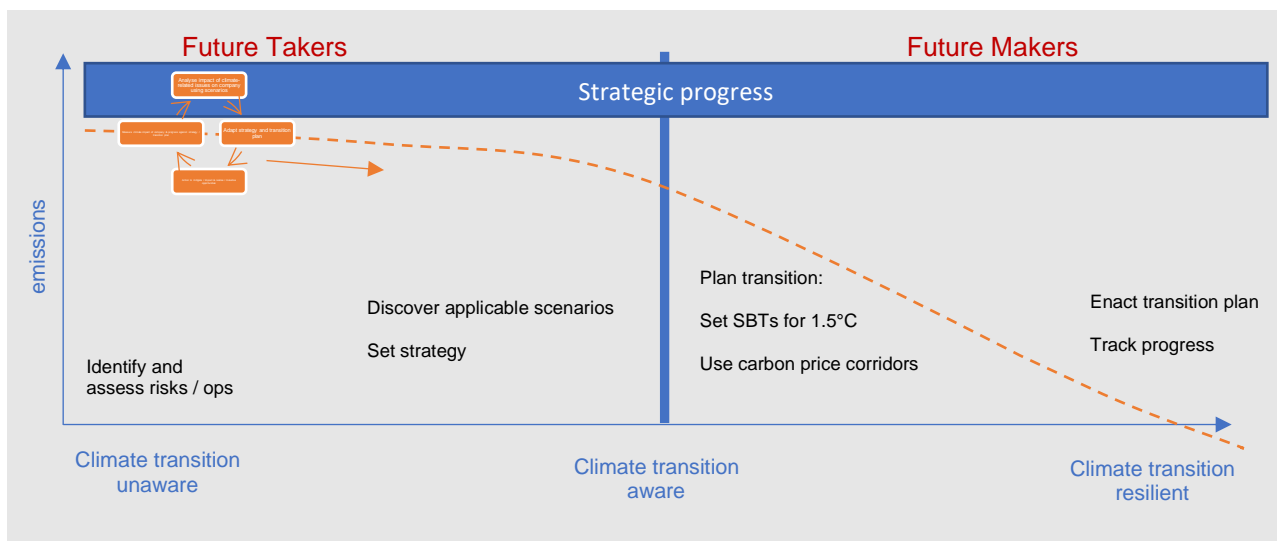 Future Takers
Future Makers
Strategic progress
Analyse impact of climate-
related issues on company
using scenarios
Adapt strategy and transition
plan
emissions
Identify and
assess risks / ops
Discover applicable scenarios
Set strategy
Plan transition:
Set SBTs for 1.5°C
Use carbon price corridors
Enact transition plan
Track progress
Climate transition
unaware
Climate transition
aware
Climate transition
resilient